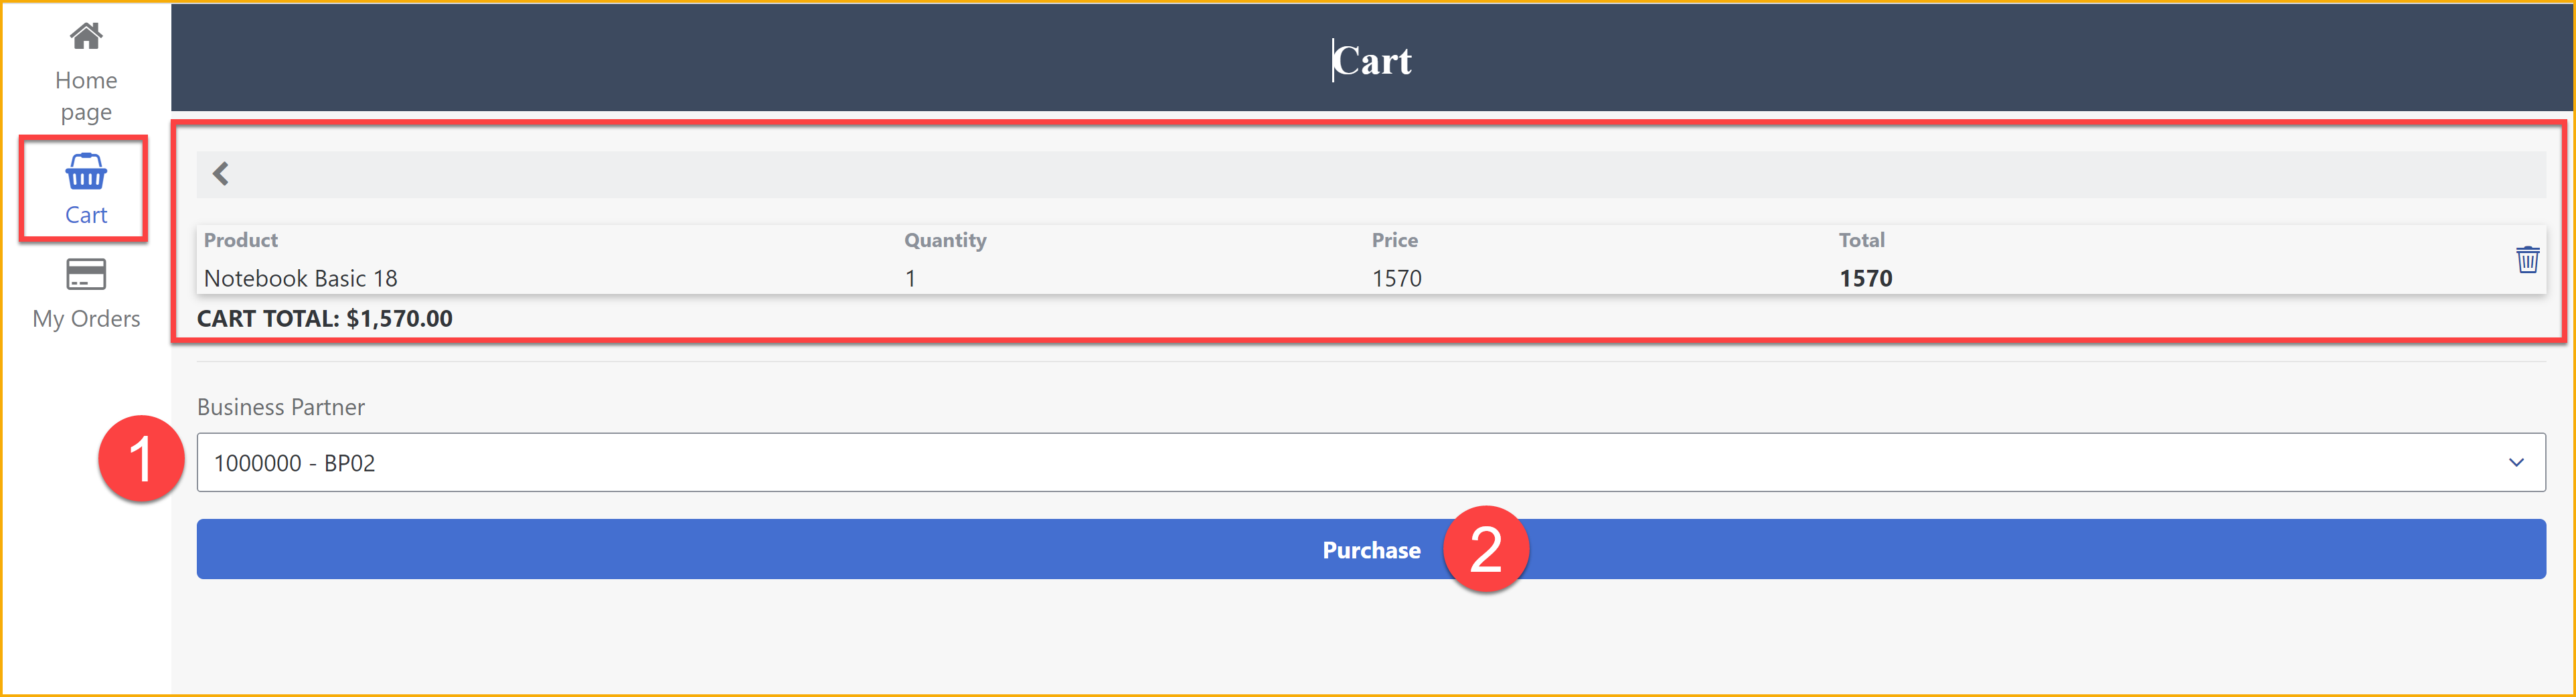 Home
page
Cart
My Orders
Cart
Product Quantity Price Total
Notebook Basic 18 1 1570 1570
CART TOTAL: $1,570.00
Business Partner
1
1000000 - BP02
Purchase 2